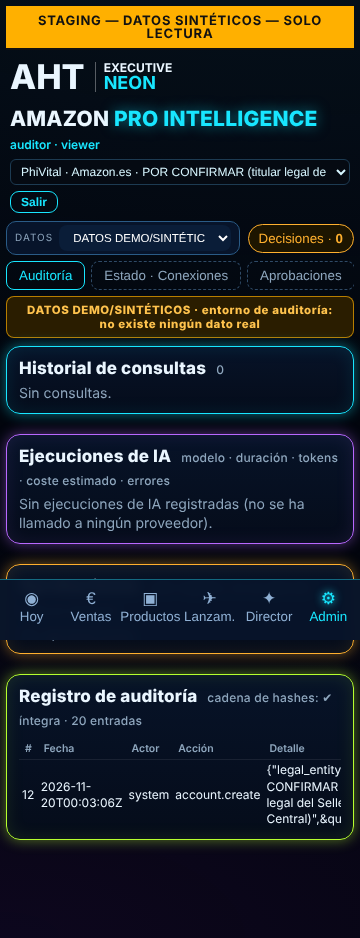 STAGING — DATOS SINTÉTICOS — SOLO
LECTURA
AHT
EXECUTIVE
NEON
AMAZON PRO INTELLIGENCE
auditor · viewer
PhiVital · Amazon.es · POR CONFIRMAR (titular legal de
Salir
DATOS
DATOS DEMO/SINTÉTIC
Decisiones · 0
Auditoría
Estado · Conexiones
Aprobaciones
DATOS DEMO/SINTÉTICOS · entorno de auditoría:
no existe ningún dato real
Historial de consultas 0
Sin consultas.
Ejecuciones de IA modelo · duración · tokens
· coste estimado · errores
Sin ejecuciones de IA registradas (no se ha
llamado a ningún proveedor).
◉ € ▣ ✈ ✦ ⚙
Hoy Ventas Productos Lanzam. Director Admin
Registro de auditoría cadena de hashes: ✔
íntegra · 20 entradas
# Fecha Actor Acción Detalle
12 2026-11-20T00:03:06Z system account.create {"legal_entity
CONFIRMAR
legal del Selle
Central)",&qu